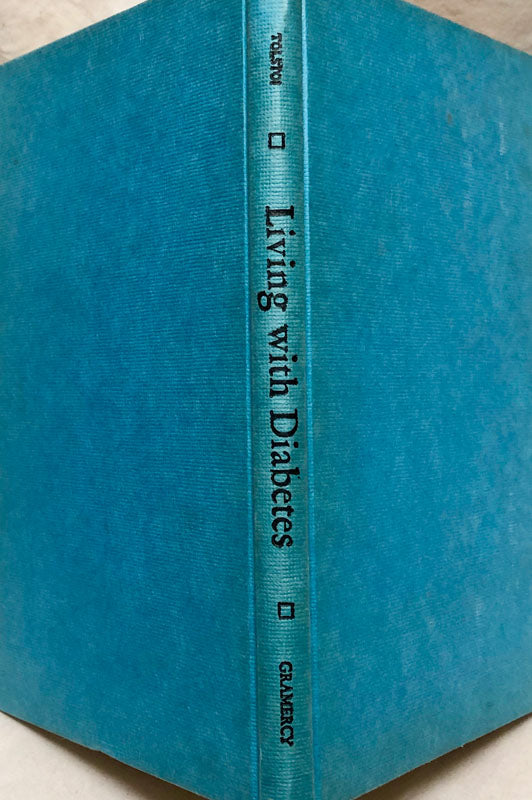 TOLSTOI
Living with Diabetes
GRAMERCY